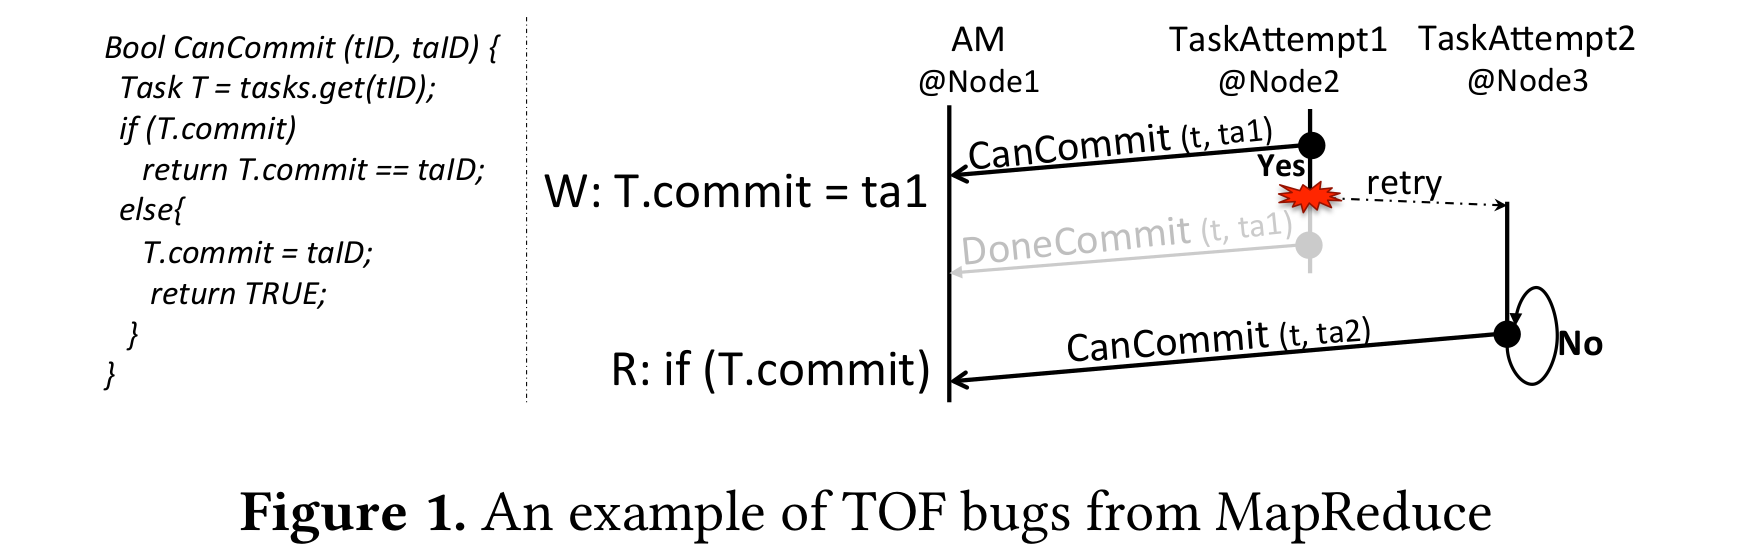 Bool CanCommit (tID, taID) {
Task T = tasks.get(tID);
if (T.commit)
return T.commit == taID;
else{
T.commit = taID;
return TRUE;
}
}
AM
@Node1
TaskAttempt1
@Node2
TaskAttempt2
@Node3
CanCommit (t, ta1)
Yes
W: T.commit = ta1
retry
DoneCommit (t, ta1)
CanCommit (t, ta2)
No
R: if (T.commit)
Figure 1. An example of TOF bugs from MapReduce